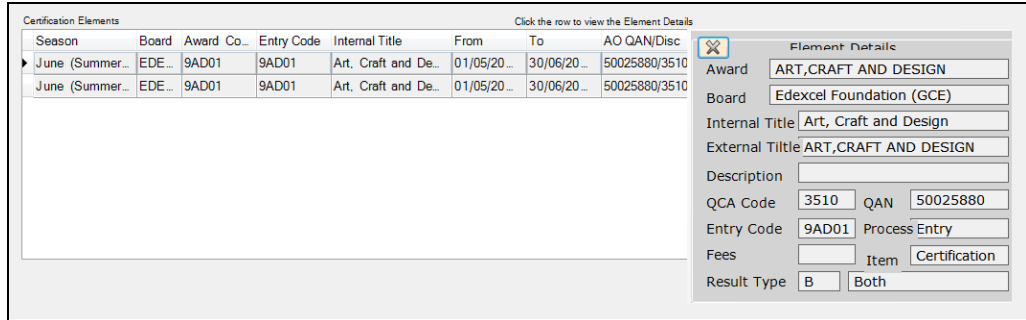 Certification Elements Click the row to view the Element Details
Season Board Award Co... Entry Code Internal Title From To AO QAN/Disc
June (Summer... EDE... 9AD01 9AD01 Art, Craft and De... 01/05/20... 30/06/20... 50025880/3510
June (Summer... EDE... 9AD01 9AD01 Art, Craft and De... 01/05/20... 30/06/20... 50025880/3510
Element Details
Award ART,CRAFT AND DESIGN
Board Edexcel Foundation (GCE)
Internal Title Art, Craft and Design
External Tiltle ART,CRAFT AND DESIGN
Description
QCA Code 3510 QAN 50025880
Entry Code 9AD01 Process Entry
Fees Item Certification
Result Type B Both